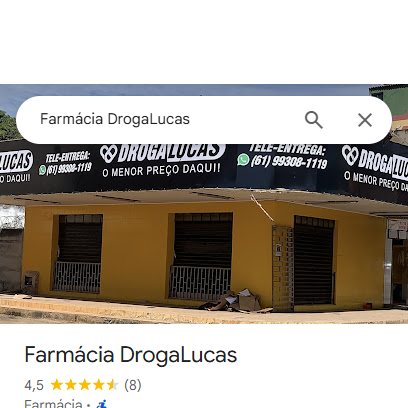 Farmácia DrogaLucas
LUCAS
O DAQUI!
TELE-ENTREGA:
(61) 99308-1119
DROGALUCAS
O MENOR PREÇO DAQUI!
TELE-ENTREGA:
(61) 99308-1119
DROGALUCAS
O MENOR PREÇO DAQUI!
Farmácia DrogaLucas
4,5 (8)
Farmácia ·